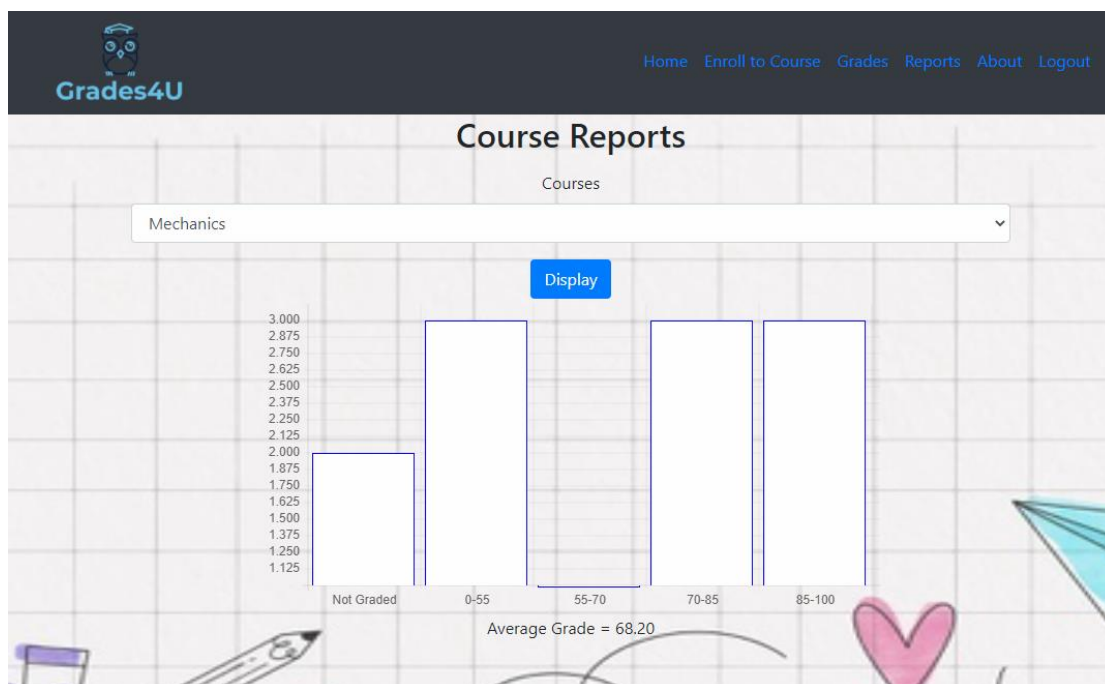 Grades4U
Home Enroll to Course Grades Reports About Logout
Course Reports
Courses
Mechanics
Display
3.000
2.875
2.750
2.625
2.500
2.375
2.250
2.125
2.000
1.875
1.750
1.625
1.500
1.375
1.250
1.125
Not Graded 0-55 55-70 70-85 85-100
Average Grade = 68.20